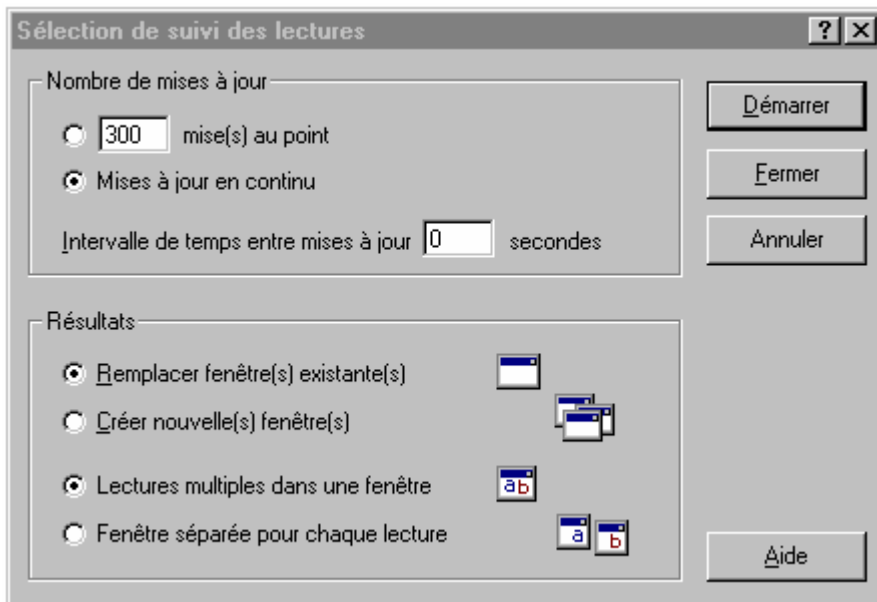 Sélection de suivi des lectures
Nombre de mises à jour
300 mise(s) au point
Mises à jour en continu
Intervalle de temps entre mises à jour 0 secondes
Démarrer
Fermer
Annuler
Résultats
Remplacer fenêtre(s) existante(s)
Créer nouvelle(s) fenêtre(s)
Lectures multiples dans une fenêtre ab
Fenêtre séparée pour chaque lecture a b
Aide